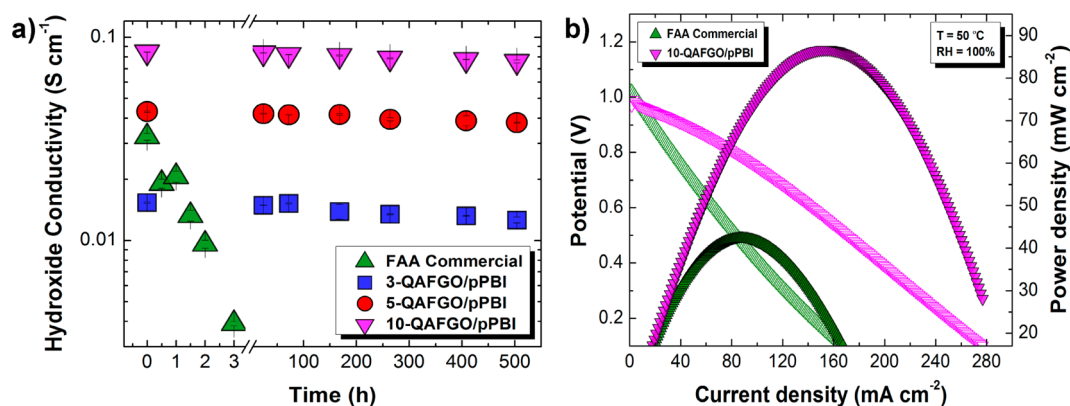 a)
Hydroxide Conductivity (S cm⁻¹)
0.1
0.01
FAA Commercial
3-QAFGO/pPBI
5-QAFGO/pPBI
10-QAFGO/pPBI
0 1 2 3 100 200 300 400 500
Time (h)
b)
Potential (V)
1.2
1.0
0.8
0.6
0.4
0.2
FAA Commercial
10-QAFGO/pPBI
T = 50 °C
RH = 100%
90
80
70
60
50
40
30
20
Power density (mW cm⁻²)
0 40 80 120 160 200 240 280
Current density (mA cm⁻²)